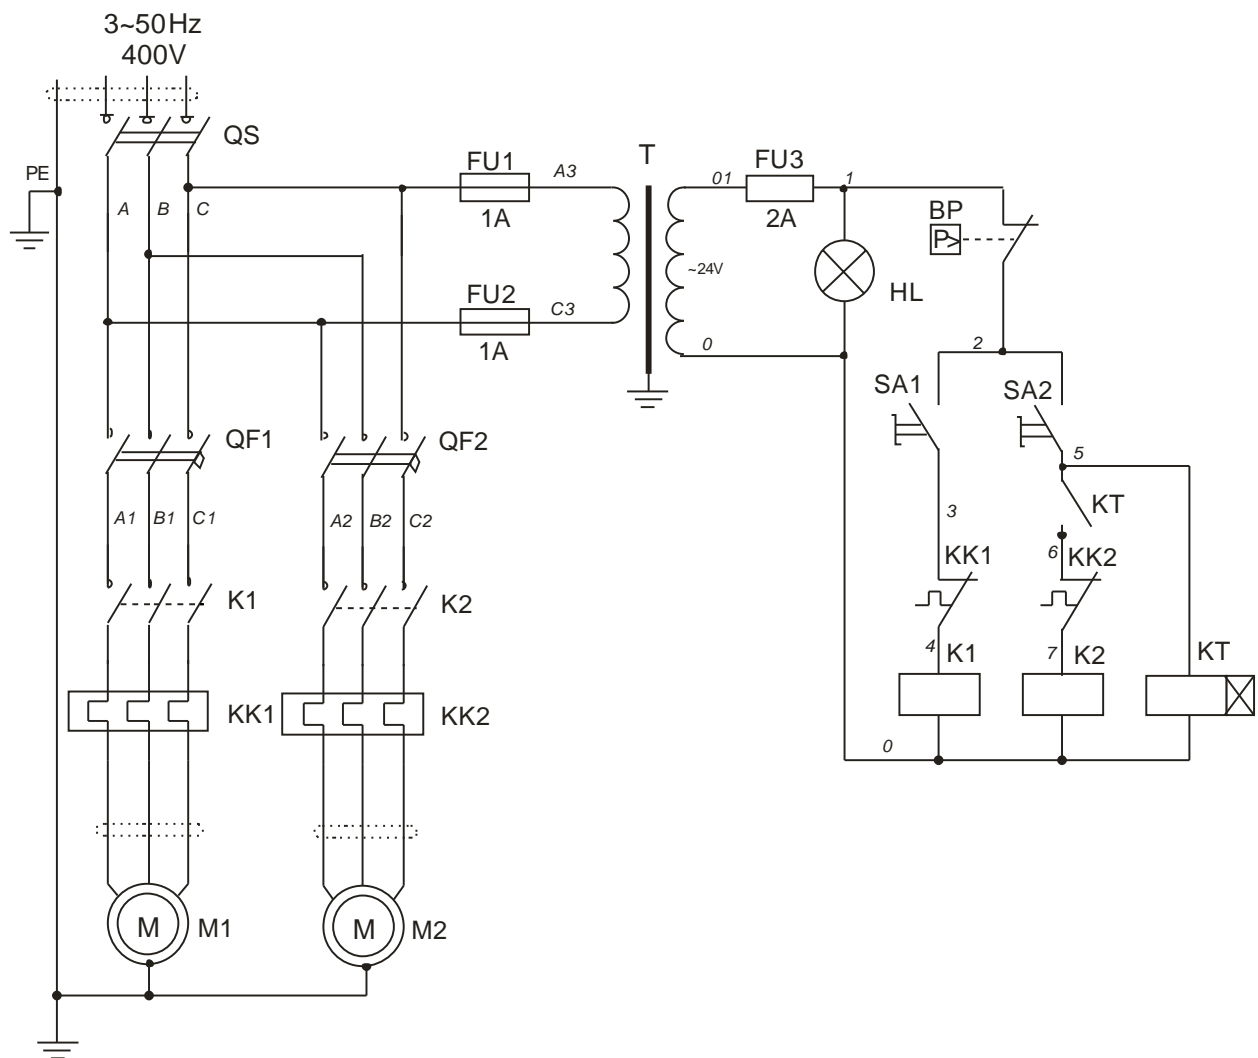 3~50Hz
400V
QS
PE
A B C
FU1
A3
1A
FU2
C3
1A
T
~24V
01
FU3
2A
1
0
HL
BP
P>
2
SA1
SA2
5
3
KT
6
KK1
KK2
4
K1
7
K2
KT
0
QF1
QF2
A1 B1 C1
A2 B2 C2
K1
K2
KK1
KK2
M
M1
M
M2